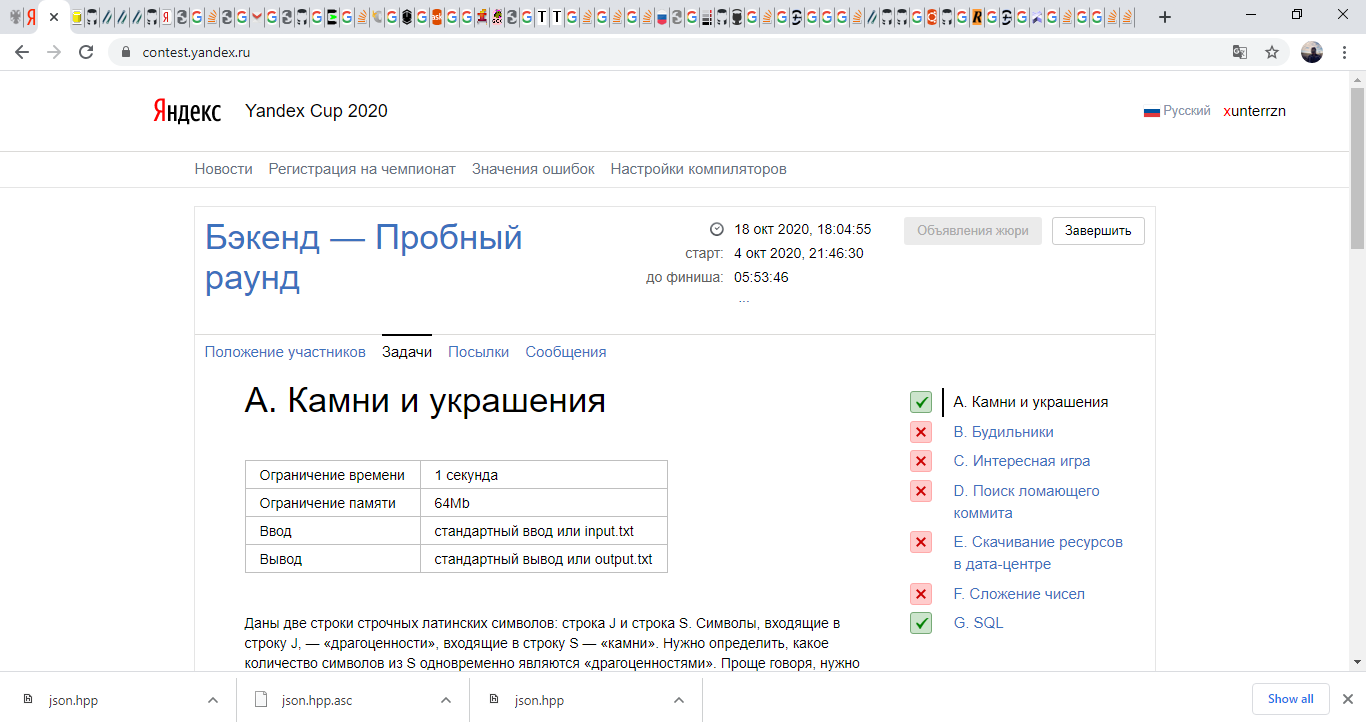 contest.yandex.ru
Яндекс Yandex Cup 2020 Русский xunterrzn
Новости Регистрация на чемпионат Значения ошибок Настройки компиляторов
Бэкенд — Пробный
раунд
18 окт 2020, 18:04:55
старт: 4 окт 2020, 21:46:30
до финиша: 05:53:46
...
Объявления жюри Завершить
Положение участников Задачи Посылки Сообщения
A. Камни и украшения
Ограничение времени 1 секунда
Ограничение памяти 64Mb
Ввод стандартный ввод или input.txt
Вывод стандартный вывод или output.txt
Даны две строки строчных латинских символов: строка J и строка S. Символы, входящие в
строку J, — «драгоценности», входящие в строку S — «камни». Нужно определить, какое
количество символов из S одновременно являются «драгоценностями». Проще говоря, нужно
A. Камни и украшения
B. Будильники
C. Интересная игра
D. Поиск ломающего
коммита
E. Скачивание ресурсов
в дата-центре
F. Сложение чисел
G. SQL
json.hpp json.hpp.asc json.hpp Show all